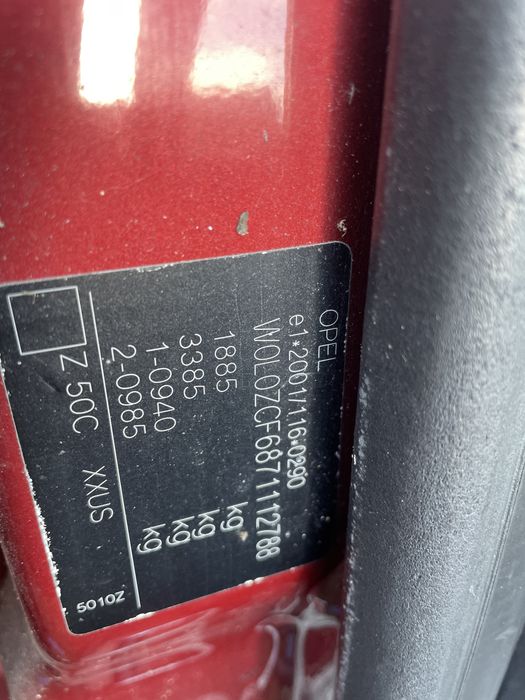 OPEL
e1*2001/116*0290
W0L0ZCF6871112788
1885 kg
3385 kg
1-0940 kg
2-0985 kg
Z 50C XXUS
5010Z